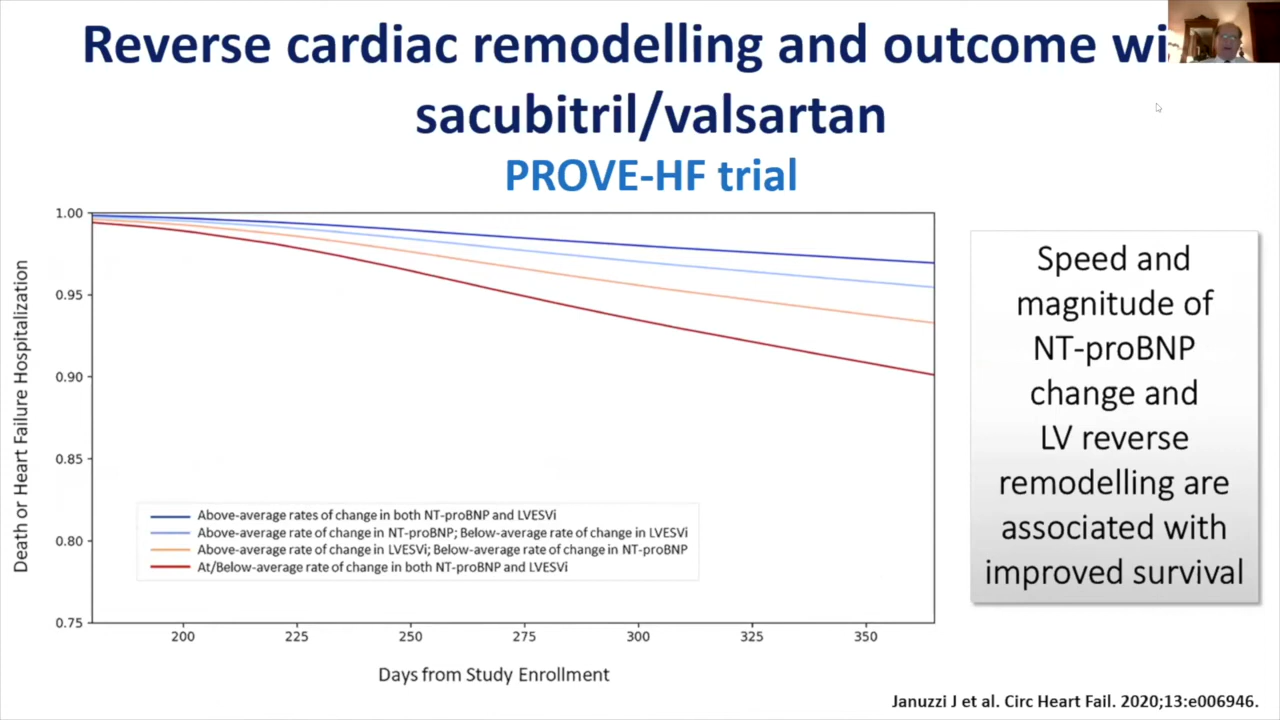 Reverse cardiac remodelling and outcome wi
sacubitril/valsartan
PROVE-HF trial
Death or Heart Failure Hospitalization
1.00
0.95
0.90
0.85
0.80
0.75
Above-average rates of change in both NT-proBNP and LVESVi
Above-average rate of change in NT-proBNP; Below-average rate of change in LVESVi
Above-average rate of change in LVESVi; Below-average rate of change in NT-proBNP
At/Below-average rate of change in both NT-proBNP and LVESVi
200 225 250 275 300 325 350
Days from Study Enrollment
Speed and
magnitude of
NT-proBNP
change and
LV reverse
remodelling are
associated with
improved survival
Januzzi J et al. Circ Heart Fail. 2020;13:e006946.